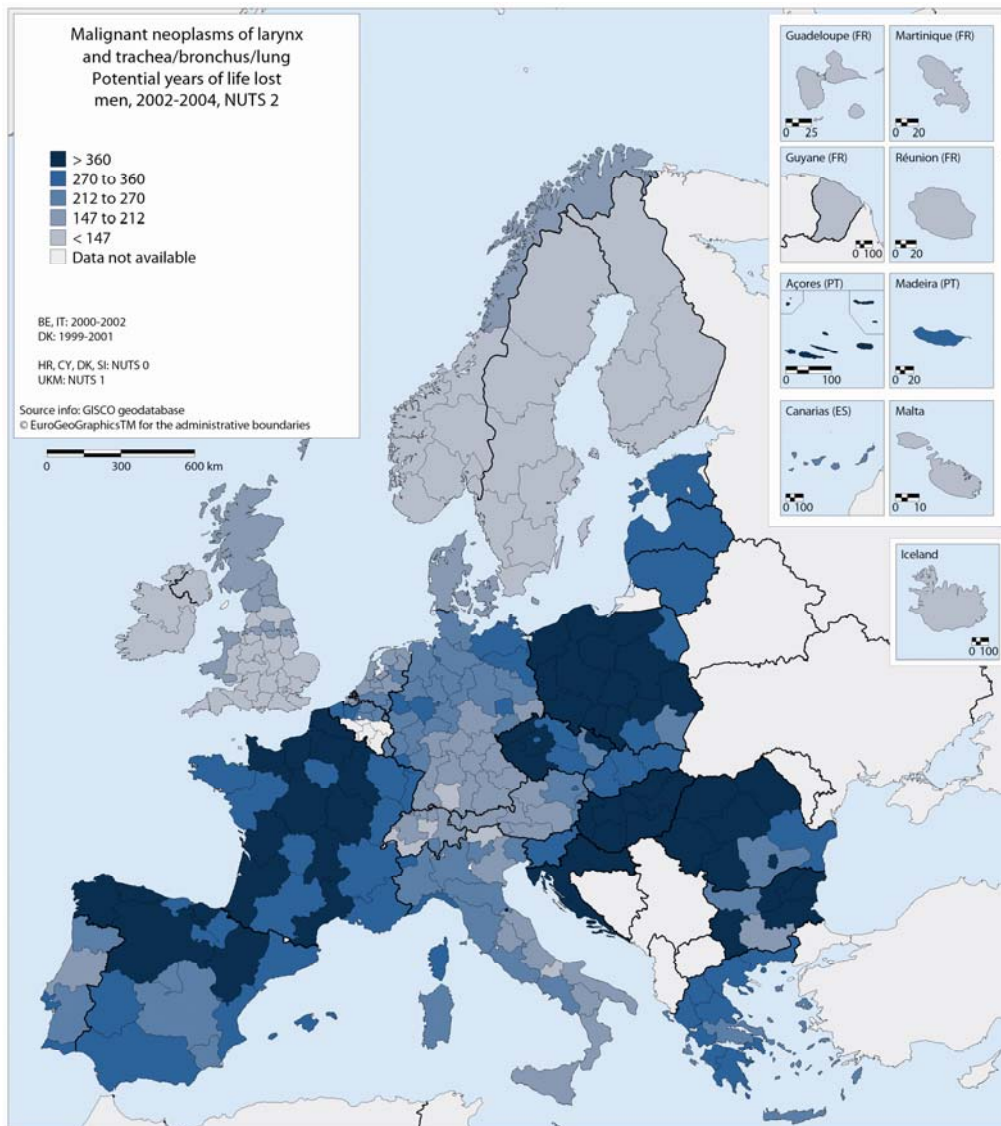 Malignant neoplasms of larynx
and trachea/bronchus/lung
Potential years of life lost
men, 2002-2004, NUTS 2
> 360
270 to 360
212 to 270
147 to 212
< 147
Data not available
BE, IT: 2000-2002
DK: 1999-2001
HR, CY, DK, SI: NUTS 0
UKM: NUTS 1
Source info: GISCO geodatabase
© EuroGeoGraphicsTM for the administrative boundaries
0 300 600 km
Guadeloupe (FR)
0 25
Martinique (FR)
0 20
Guyane (FR)
0 100
Réunion (FR)
0 20
Açores (PT)
0 100
Madeira (PT)
0 20
Canarias (ES)
0 100
Malta
0 10
Iceland
0 100